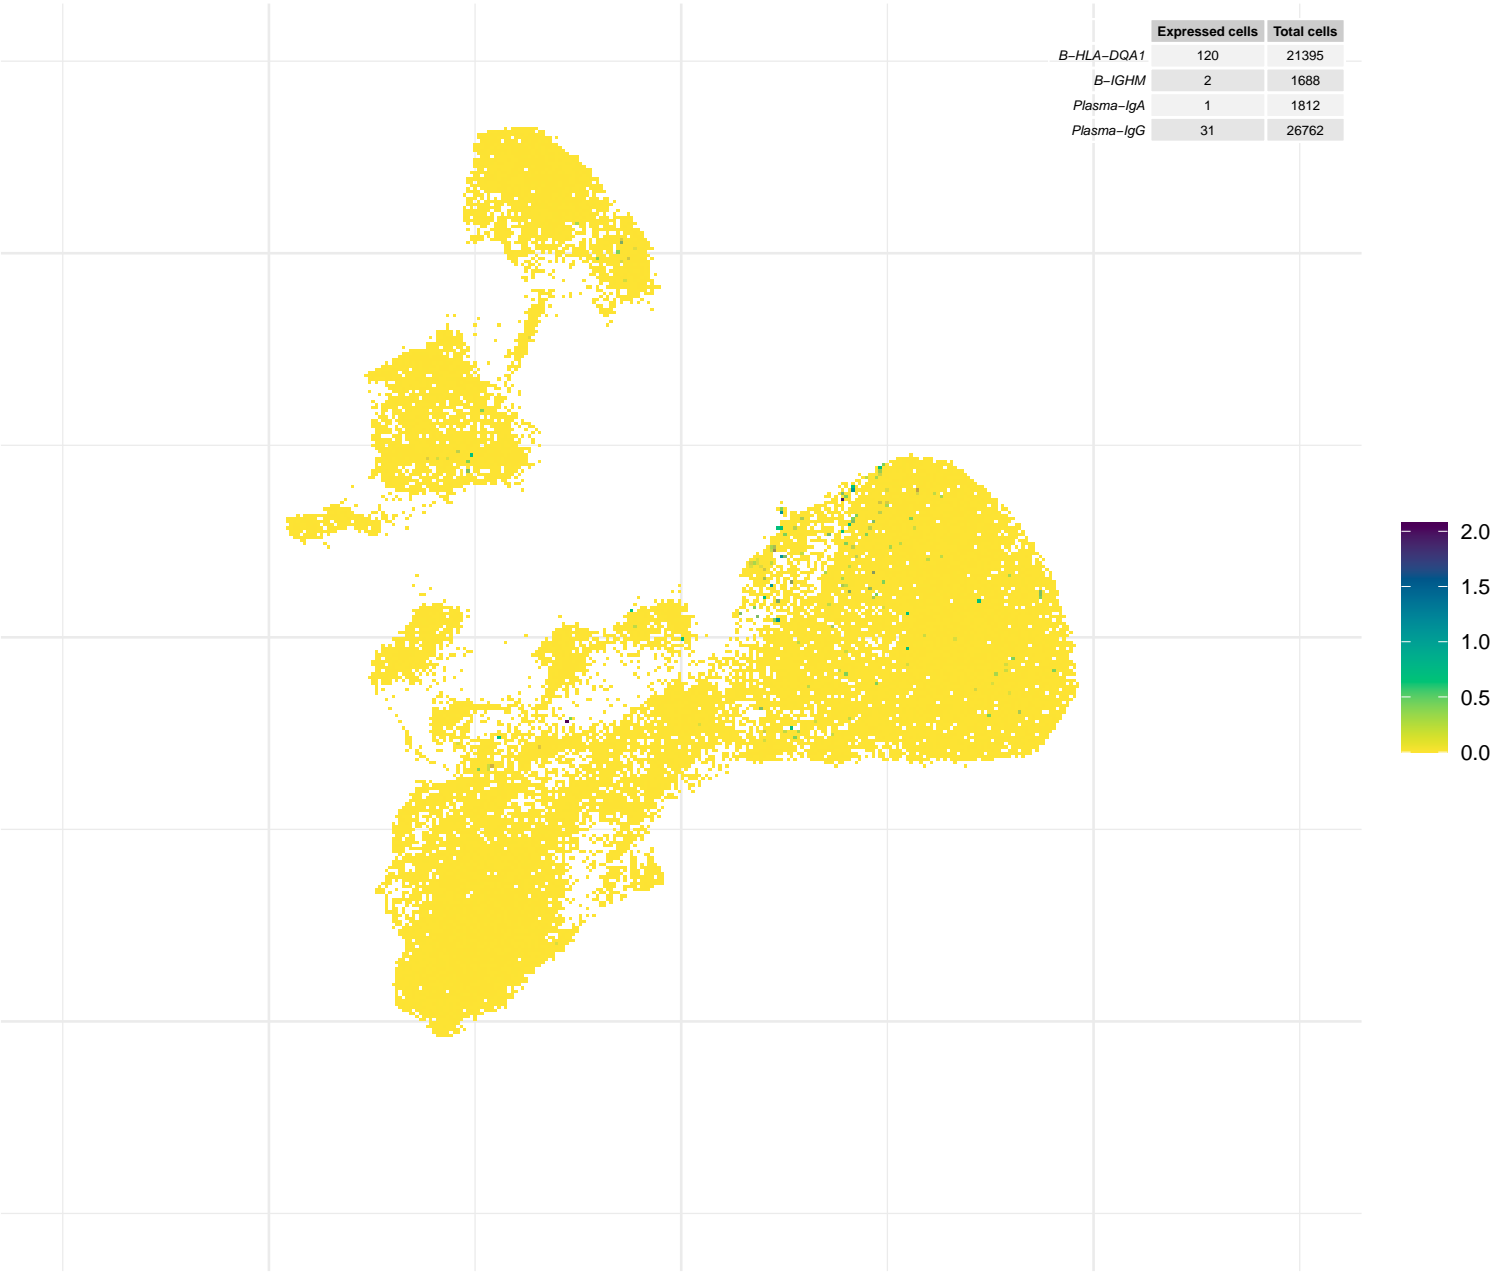 Expressed cells Total cells
B−HLA−DQA1 120 21395
B−IGHM 2 1688
Plasma−IgA 1 1812
Plasma−IgG 31 26762
2.0
1.5
1.0
0.5
0.0